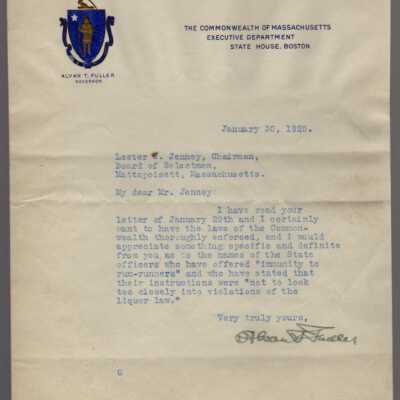 THE COMMONWEALTH OF MASSACHUSETTS
EXECUTIVE DEPARTMENT
STATE HOUSE, BOSTON
ALVAN T. FULLER
GOVERNOR
January 30, 1925.
Lester W. Jenney, Chairman,
Board of Selectmen,
Mattapoisett, Massachusetts.
My dear Mr. Jenney
I have read your
letter of January 29th and I certainly
want to have the laws of the Common-
wealth thoroughly enforced, and I would
appreciate something specific and definite
from you as to the names of the State
officers who have offered "immunity to
rum-runners" and who have stated that
their instructions were "not to look
too closely into violations of the
liquor law."
Very truly yours,
Alvan T. Fuller
G